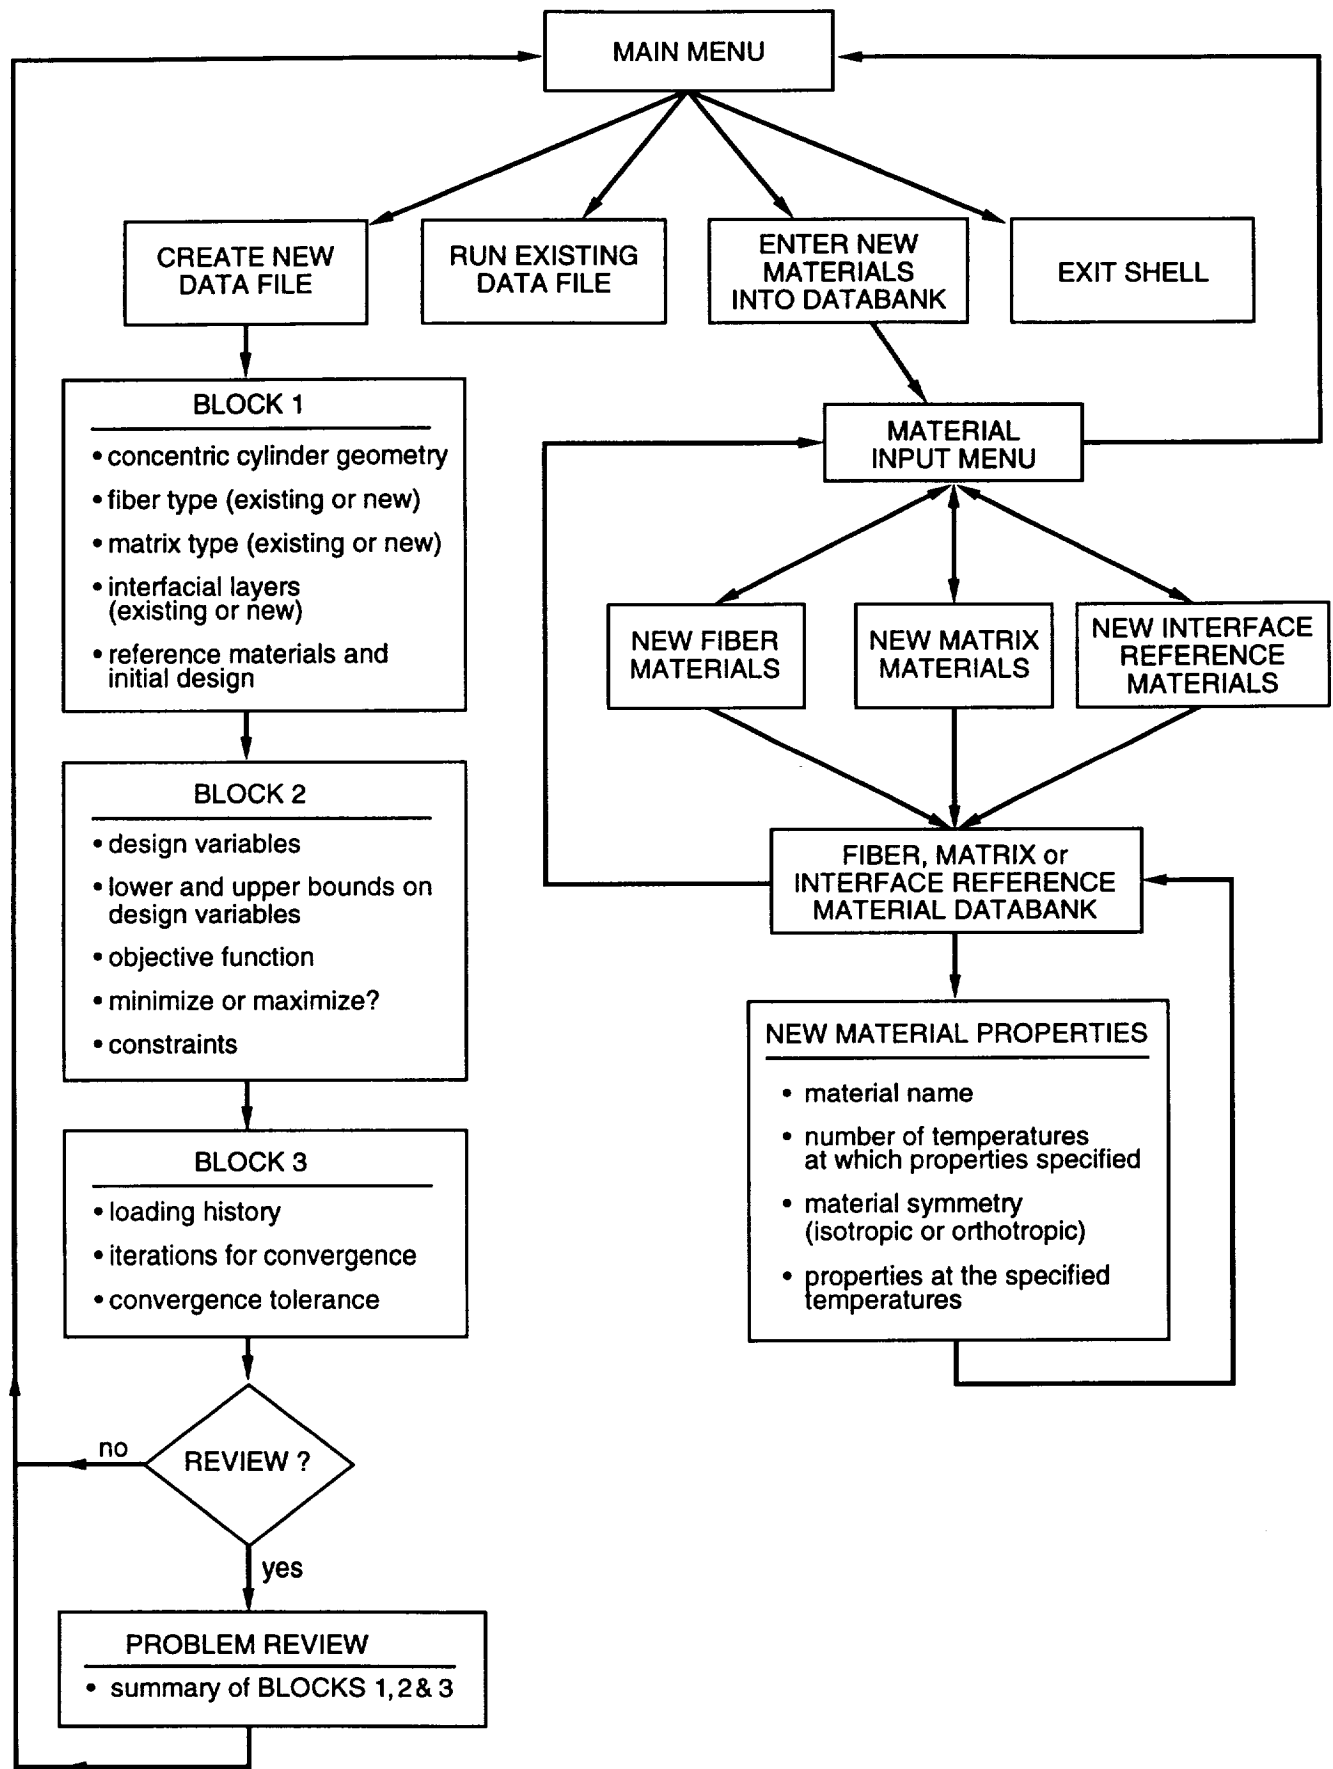 MAIN MENU
CREATE NEW
DATA FILE
RUN EXISTING
DATA FILE
ENTER NEW
MATERIALS
INTO DATABANK
EXIT SHELL
BLOCK 1
• concentric cylinder geometry
• fiber type (existing or new)
• matrix type (existing or new)
• interfacial layers
(existing or new)
• reference materials and
initial design
BLOCK 2
• design variables
• lower and upper bounds on
design variables
• objective function
• minimize or maximize?
• constraints
BLOCK 3
• loading history
• iterations for convergence
• convergence tolerance
REVIEW ?
no
yes
PROBLEM REVIEW
• summary of BLOCKS 1, 2 & 3
MATERIAL
INPUT MENU
NEW FIBER
MATERIALS
NEW MATRIX
MATERIALS
NEW INTERFACE
REFERENCE
MATERIALS
FIBER, MATRIX or
INTERFACE REFERENCE
MATERIAL DATABANK
NEW MATERIAL PROPERTIES
• material name
• number of temperatures
at which properties specified
• material symmetry
(isotropic or orthotropic)
• properties at the specified
temperatures